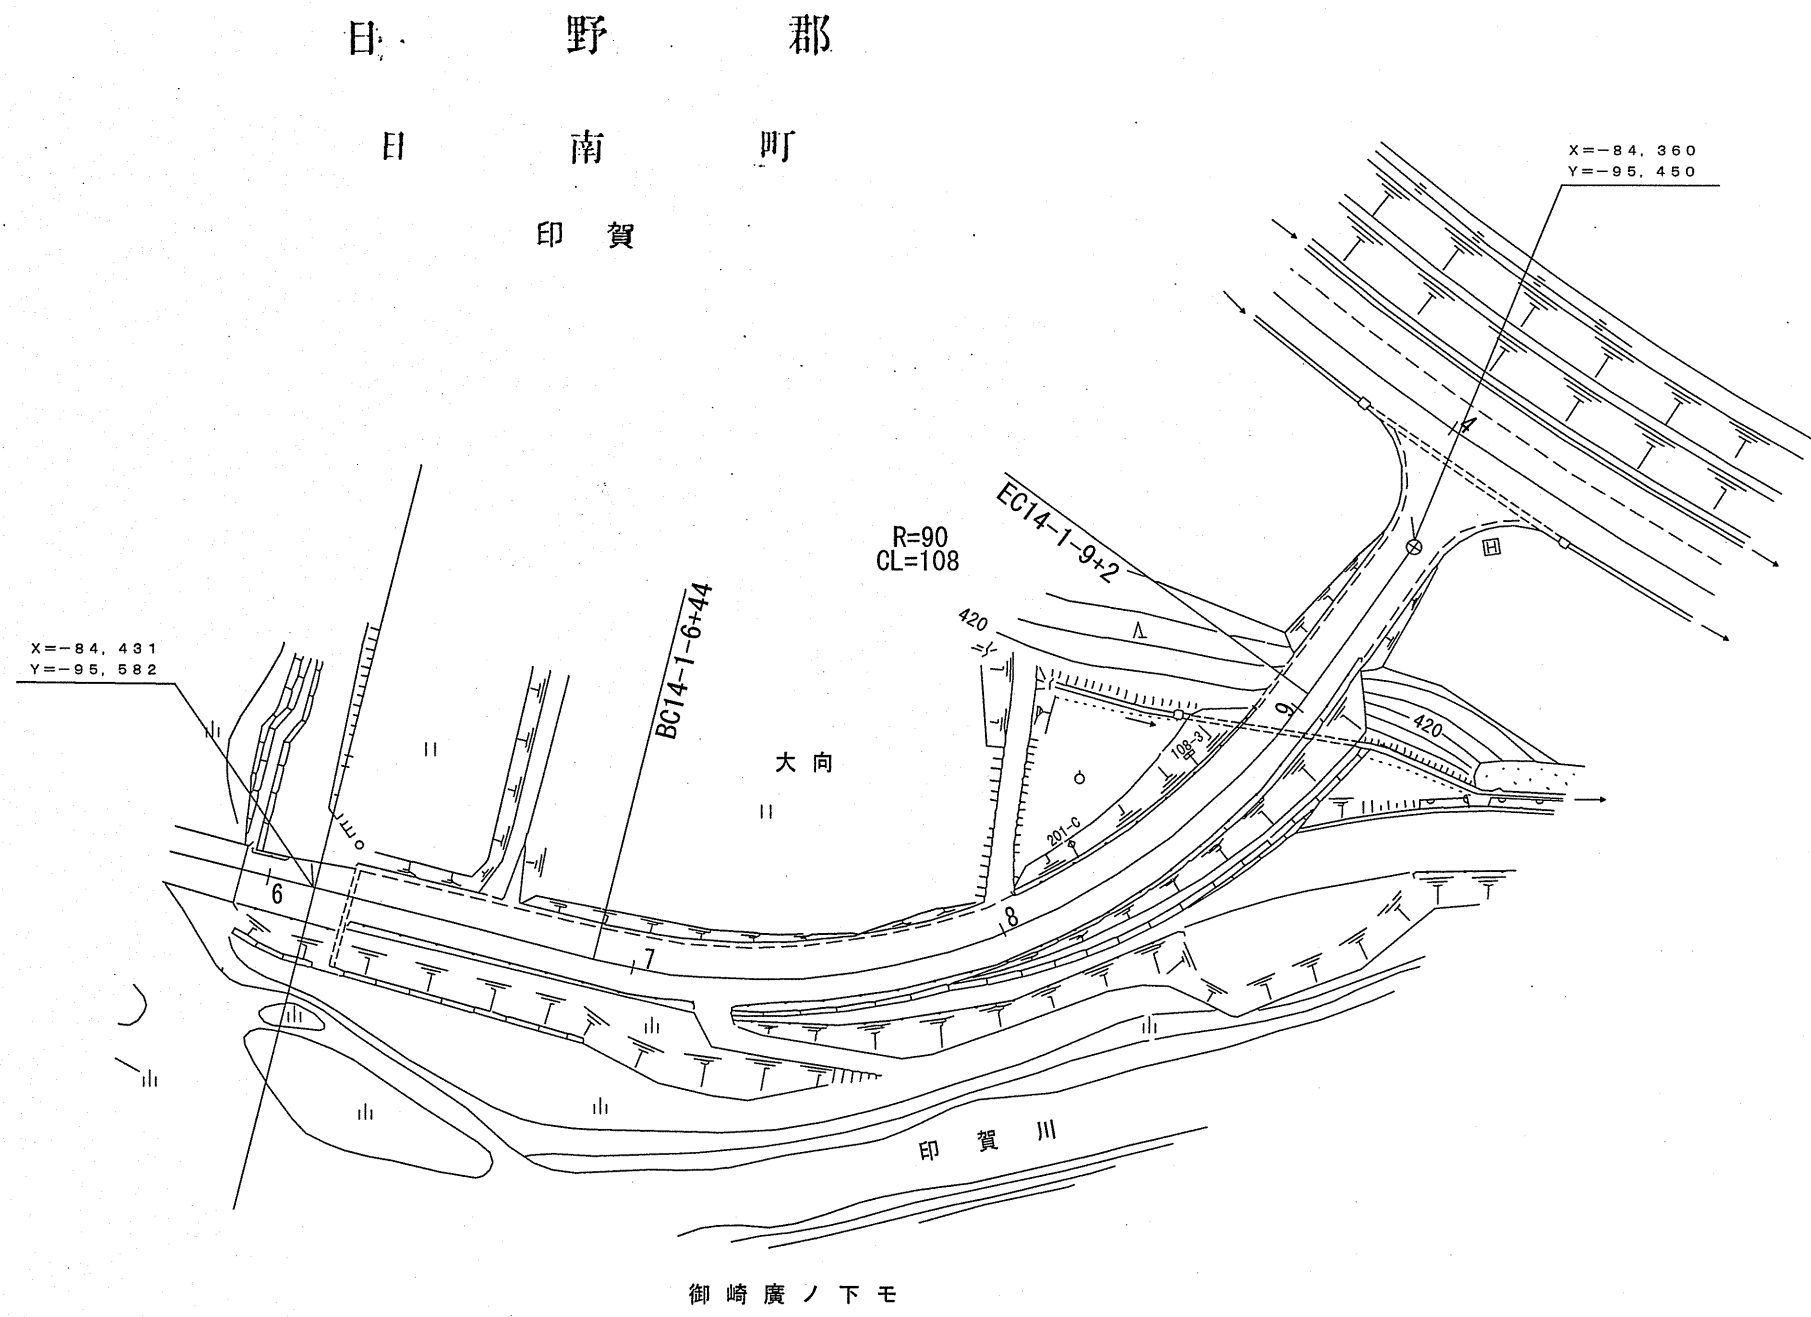 日野郡
日南町
印賀
X=-84, 360
Y=-95, 450
4
EC14-1-9+2
R=90
CL=108
H
BC14-1-6+44
420
X=-84, 431
Y=-95, 582
9
420
大向
108-3
201-C
6
8
7
印賀川
御崎廣ノ下モ